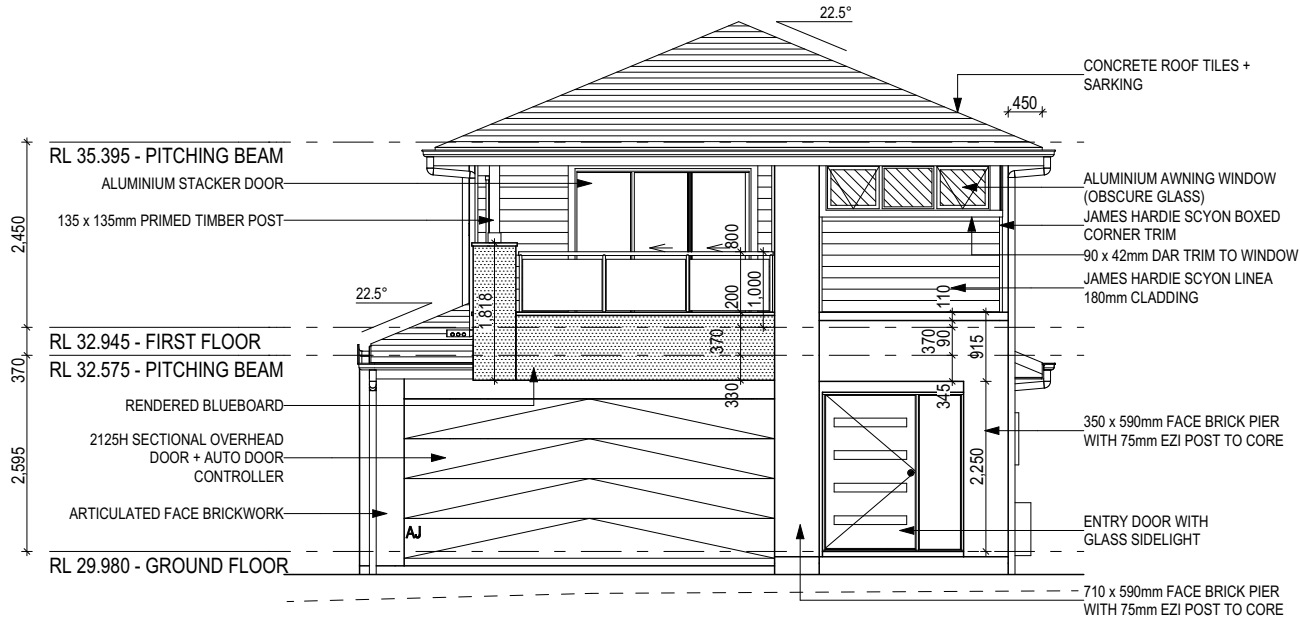 22.5°
CONCRETE ROOF TILES +
SARKING
450
RL 35.395 - PITCHING BEAM
ALUMINIUM STACKER DOOR
135 x 135mm PRIMED TIMBER POST
ALUMINIUM AWNING WINDOW
(OBSCURE GLASS)
JAMES HARDIE SCYON BOXED
CORNER TRIM
90 x 42mm DAR TRIM TO WINDOW
JAMES HARDIE SCYON LINEA
180mm CLADDING
2,450
800
200
1,000
1,818
110
22.5°
RL 32.945 - FIRST FLOOR
370
RL 32.575 - PITCHING BEAM
370
330
370
90
915
345
RENDERED BLUEBOARD
2125H SECTIONAL OVERHEAD
DOOR + AUTO DOOR
CONTROLLER
2,595
350 x 590mm FACE BRICK PIER
WITH 75mm EZI POST TO CORE
2,250
ARTICULATED FACE BRICKWORK
AJ
ENTRY DOOR WITH
GLASS SIDELIGHT
RL 29.980 - GROUND FLOOR
710 x 590mm FACE BRICK PIER
WITH 75mm EZI POST TO CORE